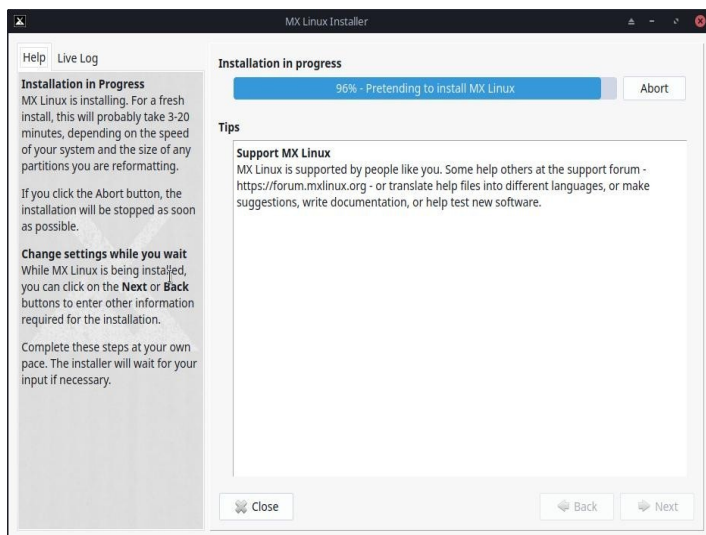 MX Linux Installer
Help Live Log
Installation in Progress
MX Linux is installing. For a fresh
install, this will probably take 3-20
minutes, depending on the speed
of your system and the size of any
partitions you are reformatting.
If you click the Abort button, the
installation will be stopped as soon
as possible.
Change settings while you wait
While MX Linux is being installed,
you can click on the Next or Back
buttons to enter other information
required for the installation.
Complete these steps at your own
pace. The installer will wait for your
input if necessary.
Installation in progress
96% - Pretending to install MX Linux
Abort
Tips
Support MX Linux
MX Linux is supported by people like you. Some help others at the support forum -
https://forum.mxlinux.org - or translate help files into different languages, or make
suggestions, write documentation, or help test new software.
Close
Back
Next